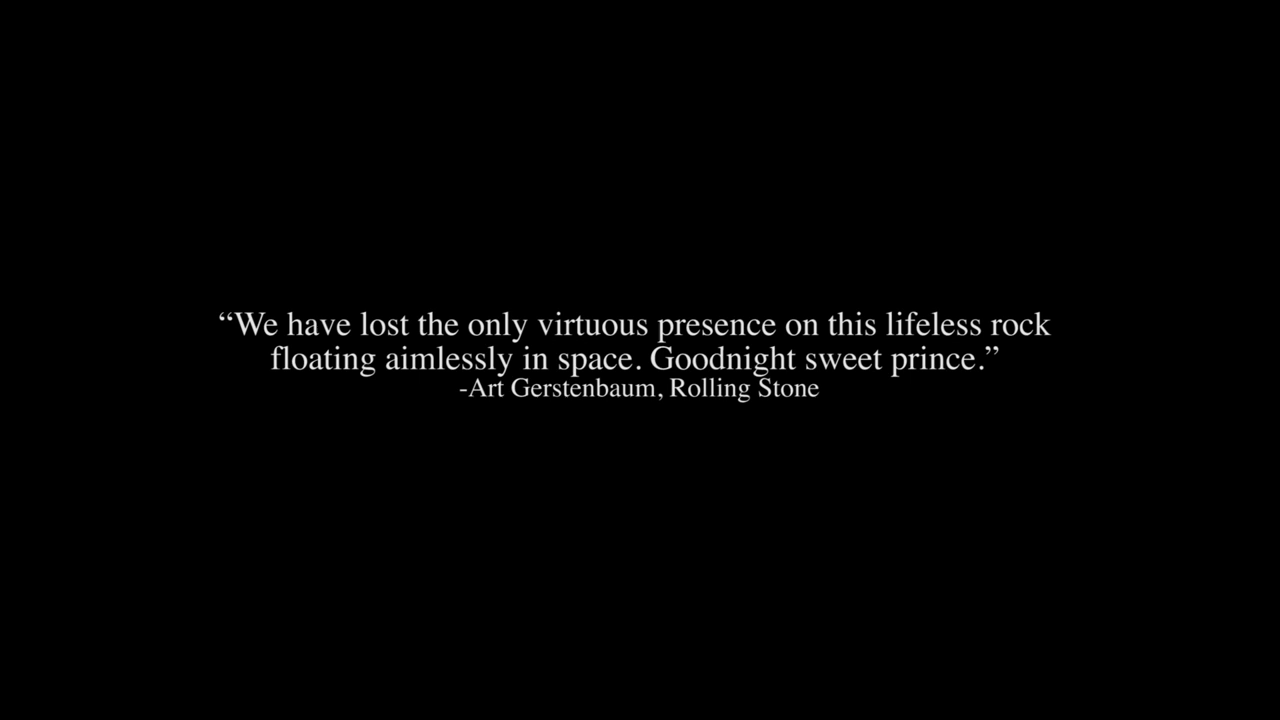 “We have lost the only virtuous presence on this lifeless rock
floating aimlessly in space. Goodnight sweet prince.”
-Art Gerstenbaum, Rolling Stone